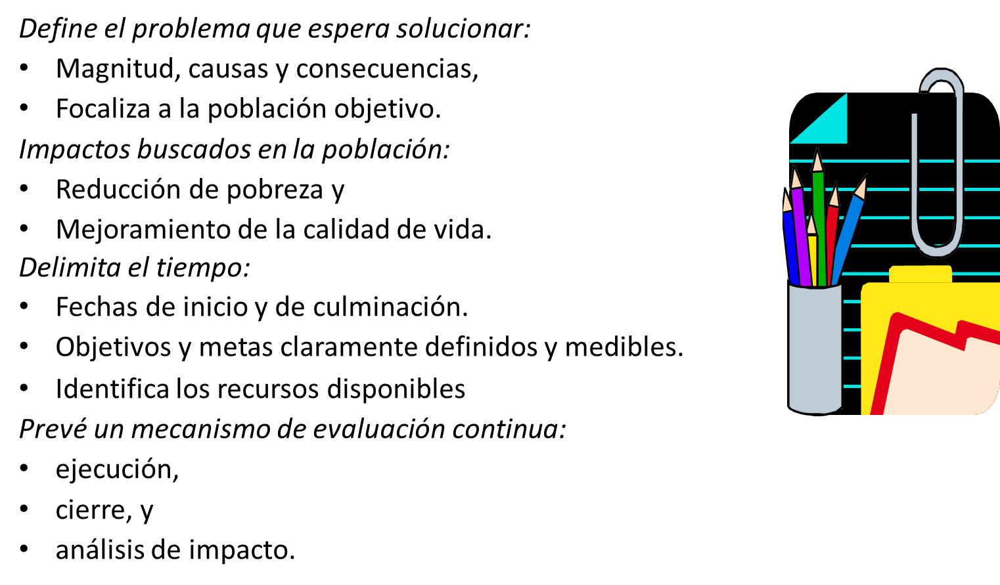 Define el problema que espera solucionar:
• Magnitud, causas y consecuencias,
• Focaliza a la población objetivo.
Impactos buscados en la población:
• Reducción de pobreza y
• Mejoramiento de la calidad de vida.
Delimita el tiempo:
• Fechas de inicio y de culminación.
• Objetivos y metas claramente definidos y medibles.
• Identifica los recursos disponibles
Prevé un mecanismo de evaluación continua:
• ejecución,
• cierre, y
• análisis de impacto.